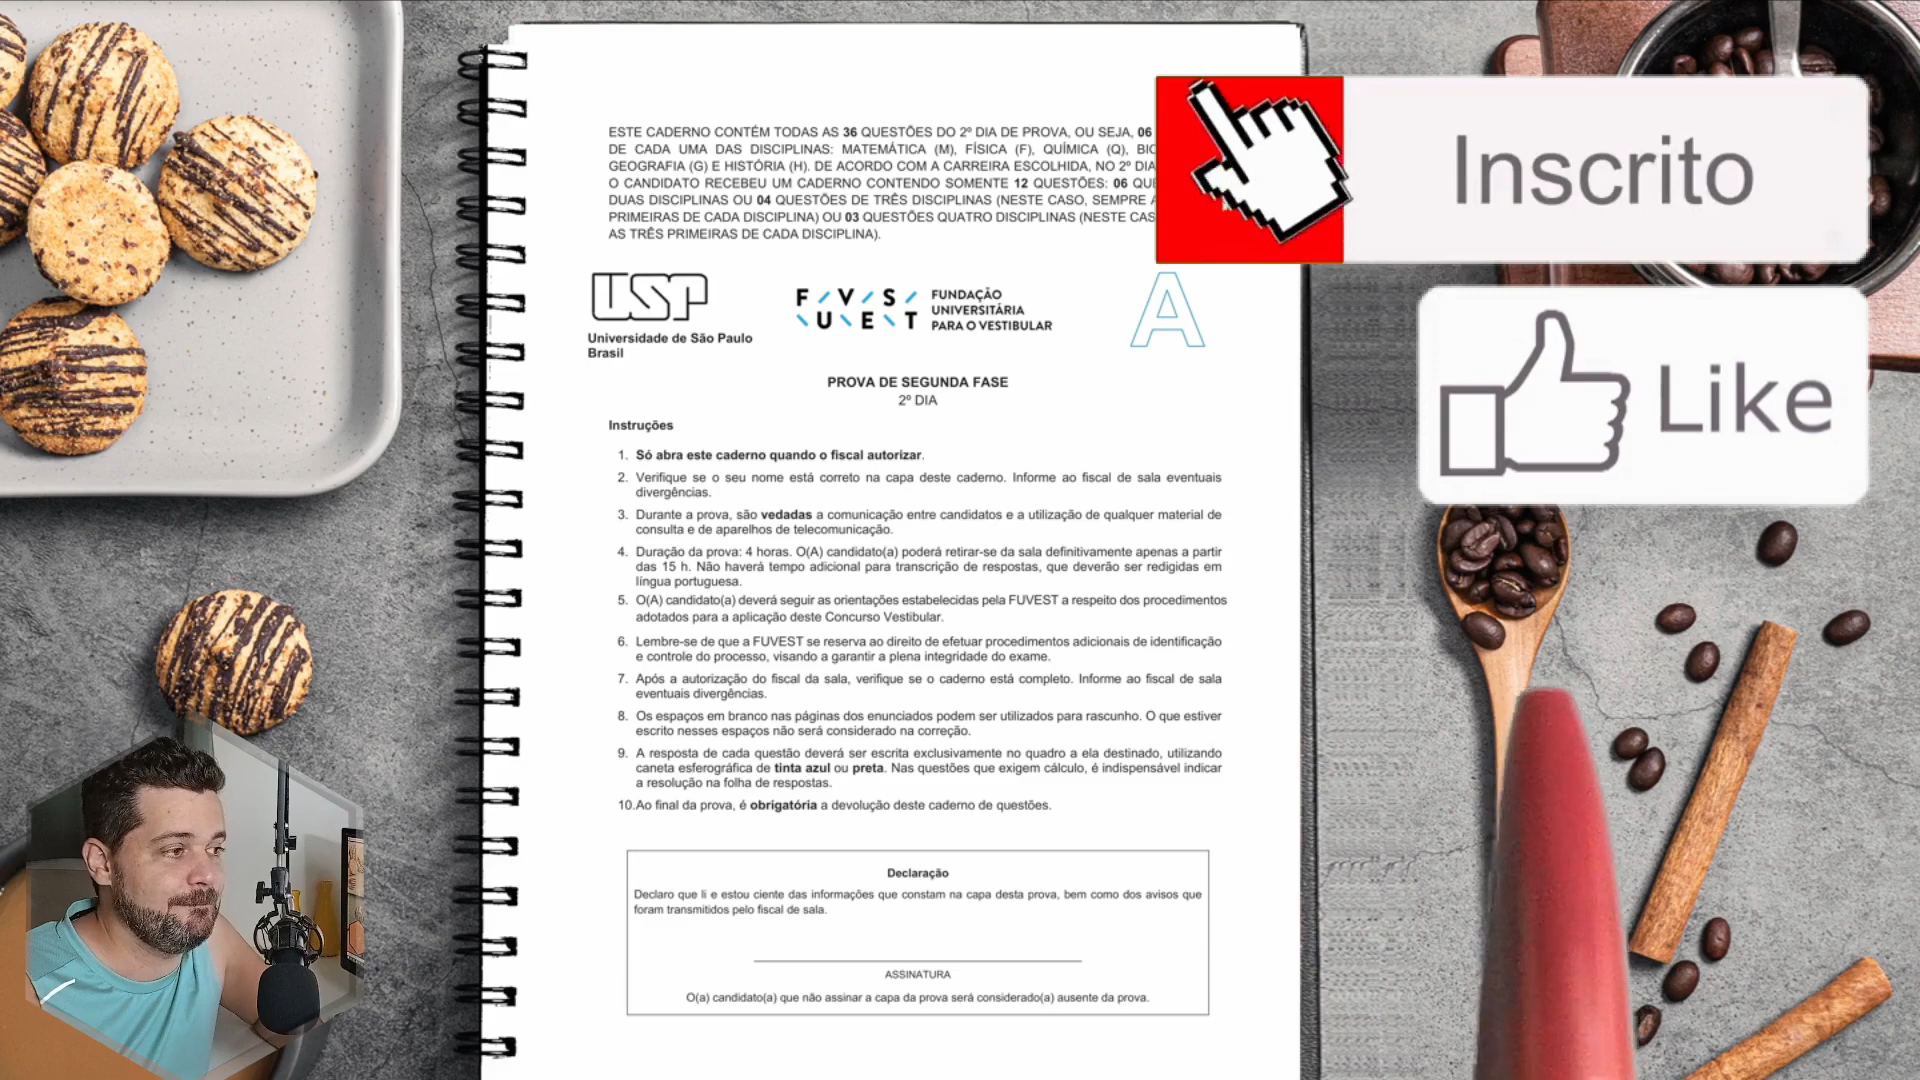 ESTE CADERNO CONTÉM TODAS AS 36 QUESTÕES DO 2º DIA DE PROVA, OU SEJA, 06
DE CADA UMA DAS DISCIPLINAS: MATEMÁTICA (M), FÍSICA (F), QUÍMICA (Q),
GEOGRAFIA (G) E HISTÓRIA (H). DE ACORDO COM A CARREIRA ESCOLHIDA, NO 2º DIA
O CANDIDATO RECEBEU UM CADERNO CONTENDO SOMENTE 12 QUESTÕES: 06
DUAS DISCIPLINAS OU 04 QUESTÕES DE TRÊS DISCIPLINAS (NESTE CASO, SEMPRE
PRIMEIRAS DE CADA DISCIPLINA) OU 03 QUESTÕES QUATRO DISCIPLINAS (NESTE
AS TRÊS PRIMEIRAS DE CADA DISCIPLINA).
Inscrito
USP
Universidade de São Paulo
Brasil
FUVEST
FUNDAÇÃO
UNIVERSITÁRIA
PARA O VESTIBULAR
A
Like
PROVA DE SEGUNDA FASE
2º DIA
Instruções
1. Só abra este caderno quando o fiscal autorizar.
2. Verifique se o seu nome está correto na capa deste caderno. Informe ao fiscal de sala eventuais
divergências.
3. Durante a prova, são vedadas a comunicação entre candidatos e a utilização de qualquer material de
consulta e de aparelhos de telecomunicação.
4. Duração da prova: 4 horas. O(A) candidato(a) poderá retirar-se da sala definitivamente apenas a partir
das 15 h. Não haverá tempo adicional para transcrição de respostas, que deverão ser redigidas em
língua portuguesa.
5. O(A) candidato(a) deverá seguir as orientações estabelecidas pela FUVEST a respeito dos procedimentos
adotados para a aplicação deste Concurso Vestibular.
6. Lembre-se de que a FUVEST se reserva ao direito de efetuar procedimentos adicionais de identificação
e controle do processo, visando a garantir a plena integridade do exame.
7. Após a autorização do fiscal da sala, verifique se o caderno está completo. Informe ao fiscal de sala
eventuais divergências.
8. Os espaços em branco nas páginas dos enunciados podem ser utilizados para rascunho. O que estiver
escrito nesses espaços não será considerado na correção.
9. A resposta de cada questão deverá ser escrita exclusivamente no quadro a ela destinado, utilizando
caneta esferográfica de tinta azul ou preta. Nas questões que exigem cálculo, é indispensável indicar
a resolução na folha de respostas.
10.Ao final da prova, é obrigatória a devolução deste caderno de questões.
Declaração
Declaro que li e estou ciente das informações que constam na capa desta prova, bem como dos avisos que
foram transmitidos pelo fiscal de sala.
ASSINATURA
O(a) candidato(a) que não assinar a capa da prova será considerado(a) ausente da prova.